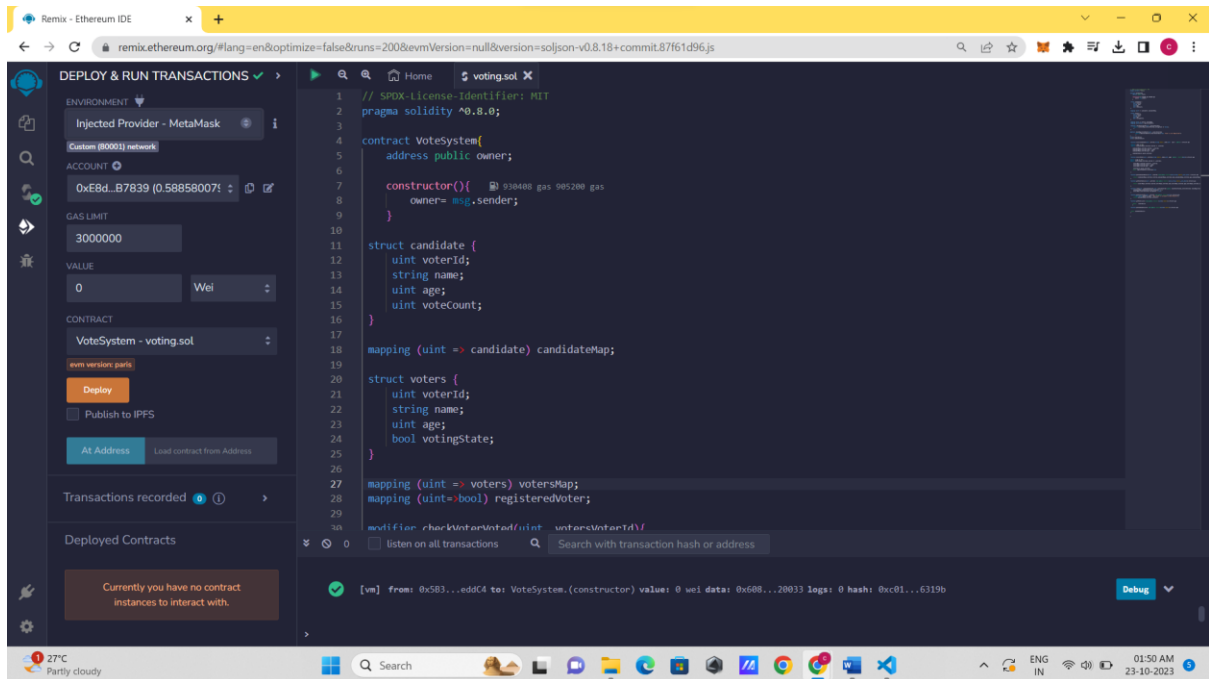 Remix - Ethereum IDE
remix.ethereum.org/#lang=en&optimize=false&runs=200&evmVersion=null&version=soljson-v0.8.18+commit.87f61d96.js
DEPLOY & RUN TRANSACTIONS
ENVIRONMENT
Injected Provider - MetaMask
Custom (80001) network
ACCOUNT
0xEBd...B7839 (0.58858007
GAS LIMIT
3000000
VALUE
0 Wei
CONTRACT
VoteSystem - voting.sol
evm version: paris
Deploy
Publish to IPFS
At Address Load contract from Address
Transactions recorded 0 i
Deployed Contracts
Currently you have no contract
instances to interact with.
Home voting.sol
1 // SPDX-License-Identifier: MIT
2 pragma solidity ^0.8.0;
3
4 contract VoteSystem{
5 address public owner;
6
7 constructor(){ 930408 gas 905200 gas
8 owner= msg.sender;
9 }
10
11 struct candidate {
12 uint voterId;
13 string name;
14 uint age;
15 uint voteCount;
16 }
17
18 mapping (uint => candidate) candidateMap;
19
20 struct voters {
21 uint voterId;
22 string name;
23 uint age;
24 bool votingState;
25 }
26
27 mapping (uint => voters) votersMap;
28 mapping (uint=>bool) registeredVoter;
29
30 modifier checkVoterVoted(uint _votersVoterId){
0 listen on all transactions Search with transaction hash or address
[vm] from: 0x5B3...eddC4 to: VoteSystem.(constructor) value: 0 wei data: 0x608...20033 logs: 0 hash: 0xc01...6319b
Debug
>
27°C
Partly cloudy
Search
ENG
IN
01:50 AM
23-10-2023
5